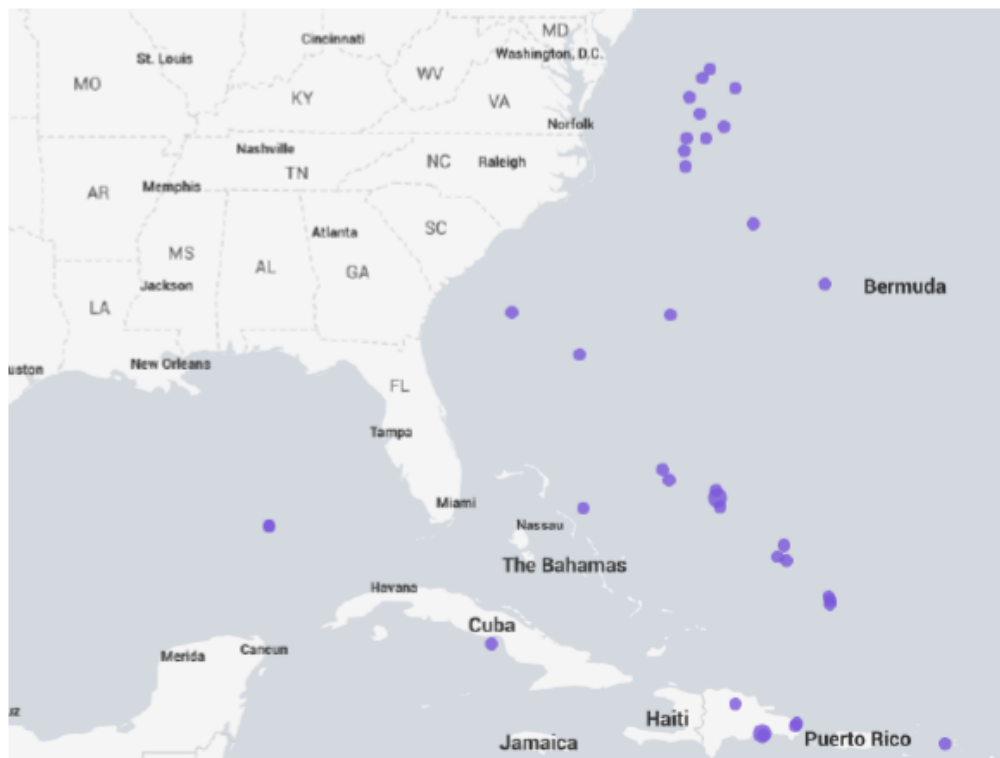 MD
Cincinnati
Washington, D.C.
St. Louis
WV
MO
KY
VA
Norfolk
Nashville
NC
Raleigh
TN
Memphis
AR
SC
Atlanta
MS
AL
GA
Jackson
Bermuda
LA
New Orleans
uston
FL
Tampa
Miami
Nassau
The Bahamas
Havana
Cuba
Cancun
Merida
uz
Haiti
Puerto Rico
Jamaica